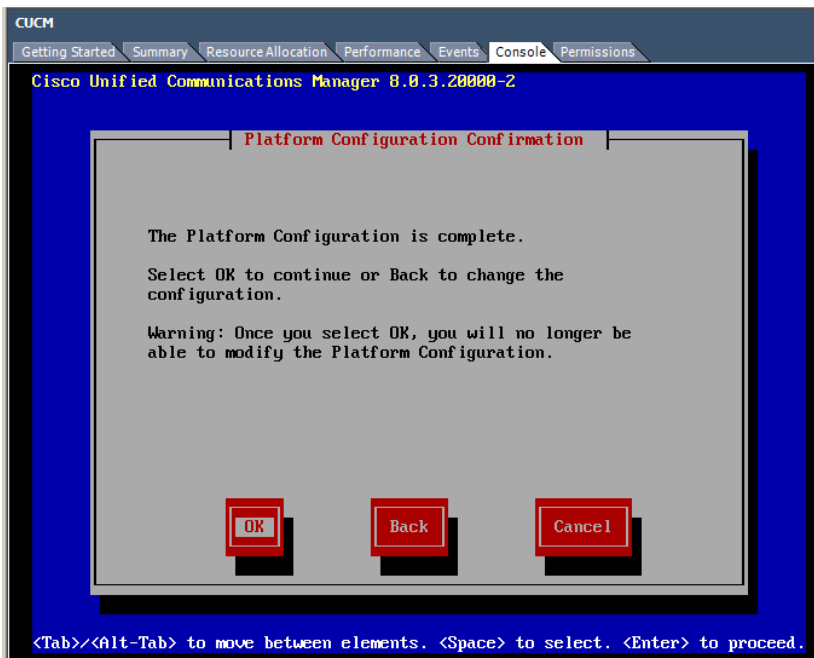 CUCM
Getting Started Summary Resource Allocation Performance Events Console Permissions
Cisco Unified Communications Manager 8.0.3.20000-2
Platform Configuration Confirmation
The Platform Configuration is complete.
Select OK to continue or Back to change the
configuration.
Warning: Once you select OK, you will no longer be
able to modify the Platform Configuration.
OK Back Cancel
<Tab>/<Alt-Tab> to move between elements. <Space> to select. <Enter> to proceed.